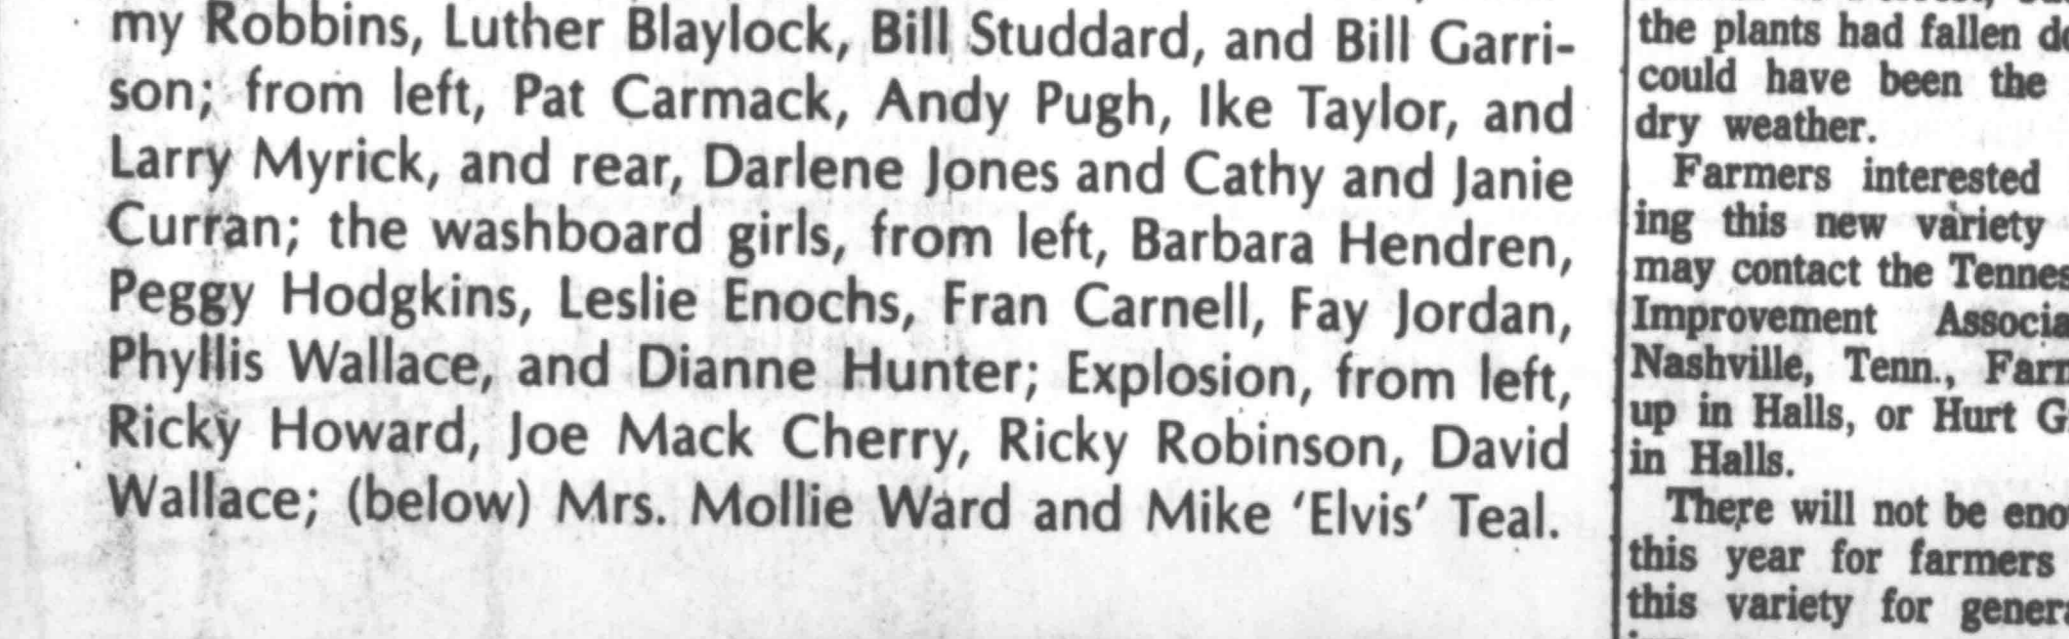 my Robbins, Luther Blaylock, Bill Studdard, and Bill Garri-
son; from left, Pat Carmack, Andy Pugh, Ike Taylor, and
Larry Myrick, and rear, Darlene Jones and Cathy and Janie
Curran; the washboard girls, from left, Barbara Hendren,
Peggy Hodgkins, Leslie Enochs, Fran Carnell, Fay Jordan,
Phyllis Wallace, and Dianne Hunter; Explosion, from left,
Ricky Howard, Joe Mack Cherry, Ricky Robinson, David
Wallace; (below) Mrs. Mollie Ward and Mike 'Elvis' Teal.
the plants had fallen
could have been the
dry weather.
Farmers interested
ing this new variety
may contact the
Improvement
Nashville, Tenn.,
up in Halls, or Hurt
in Halls.
There will not be
this year for farmers
this variety for